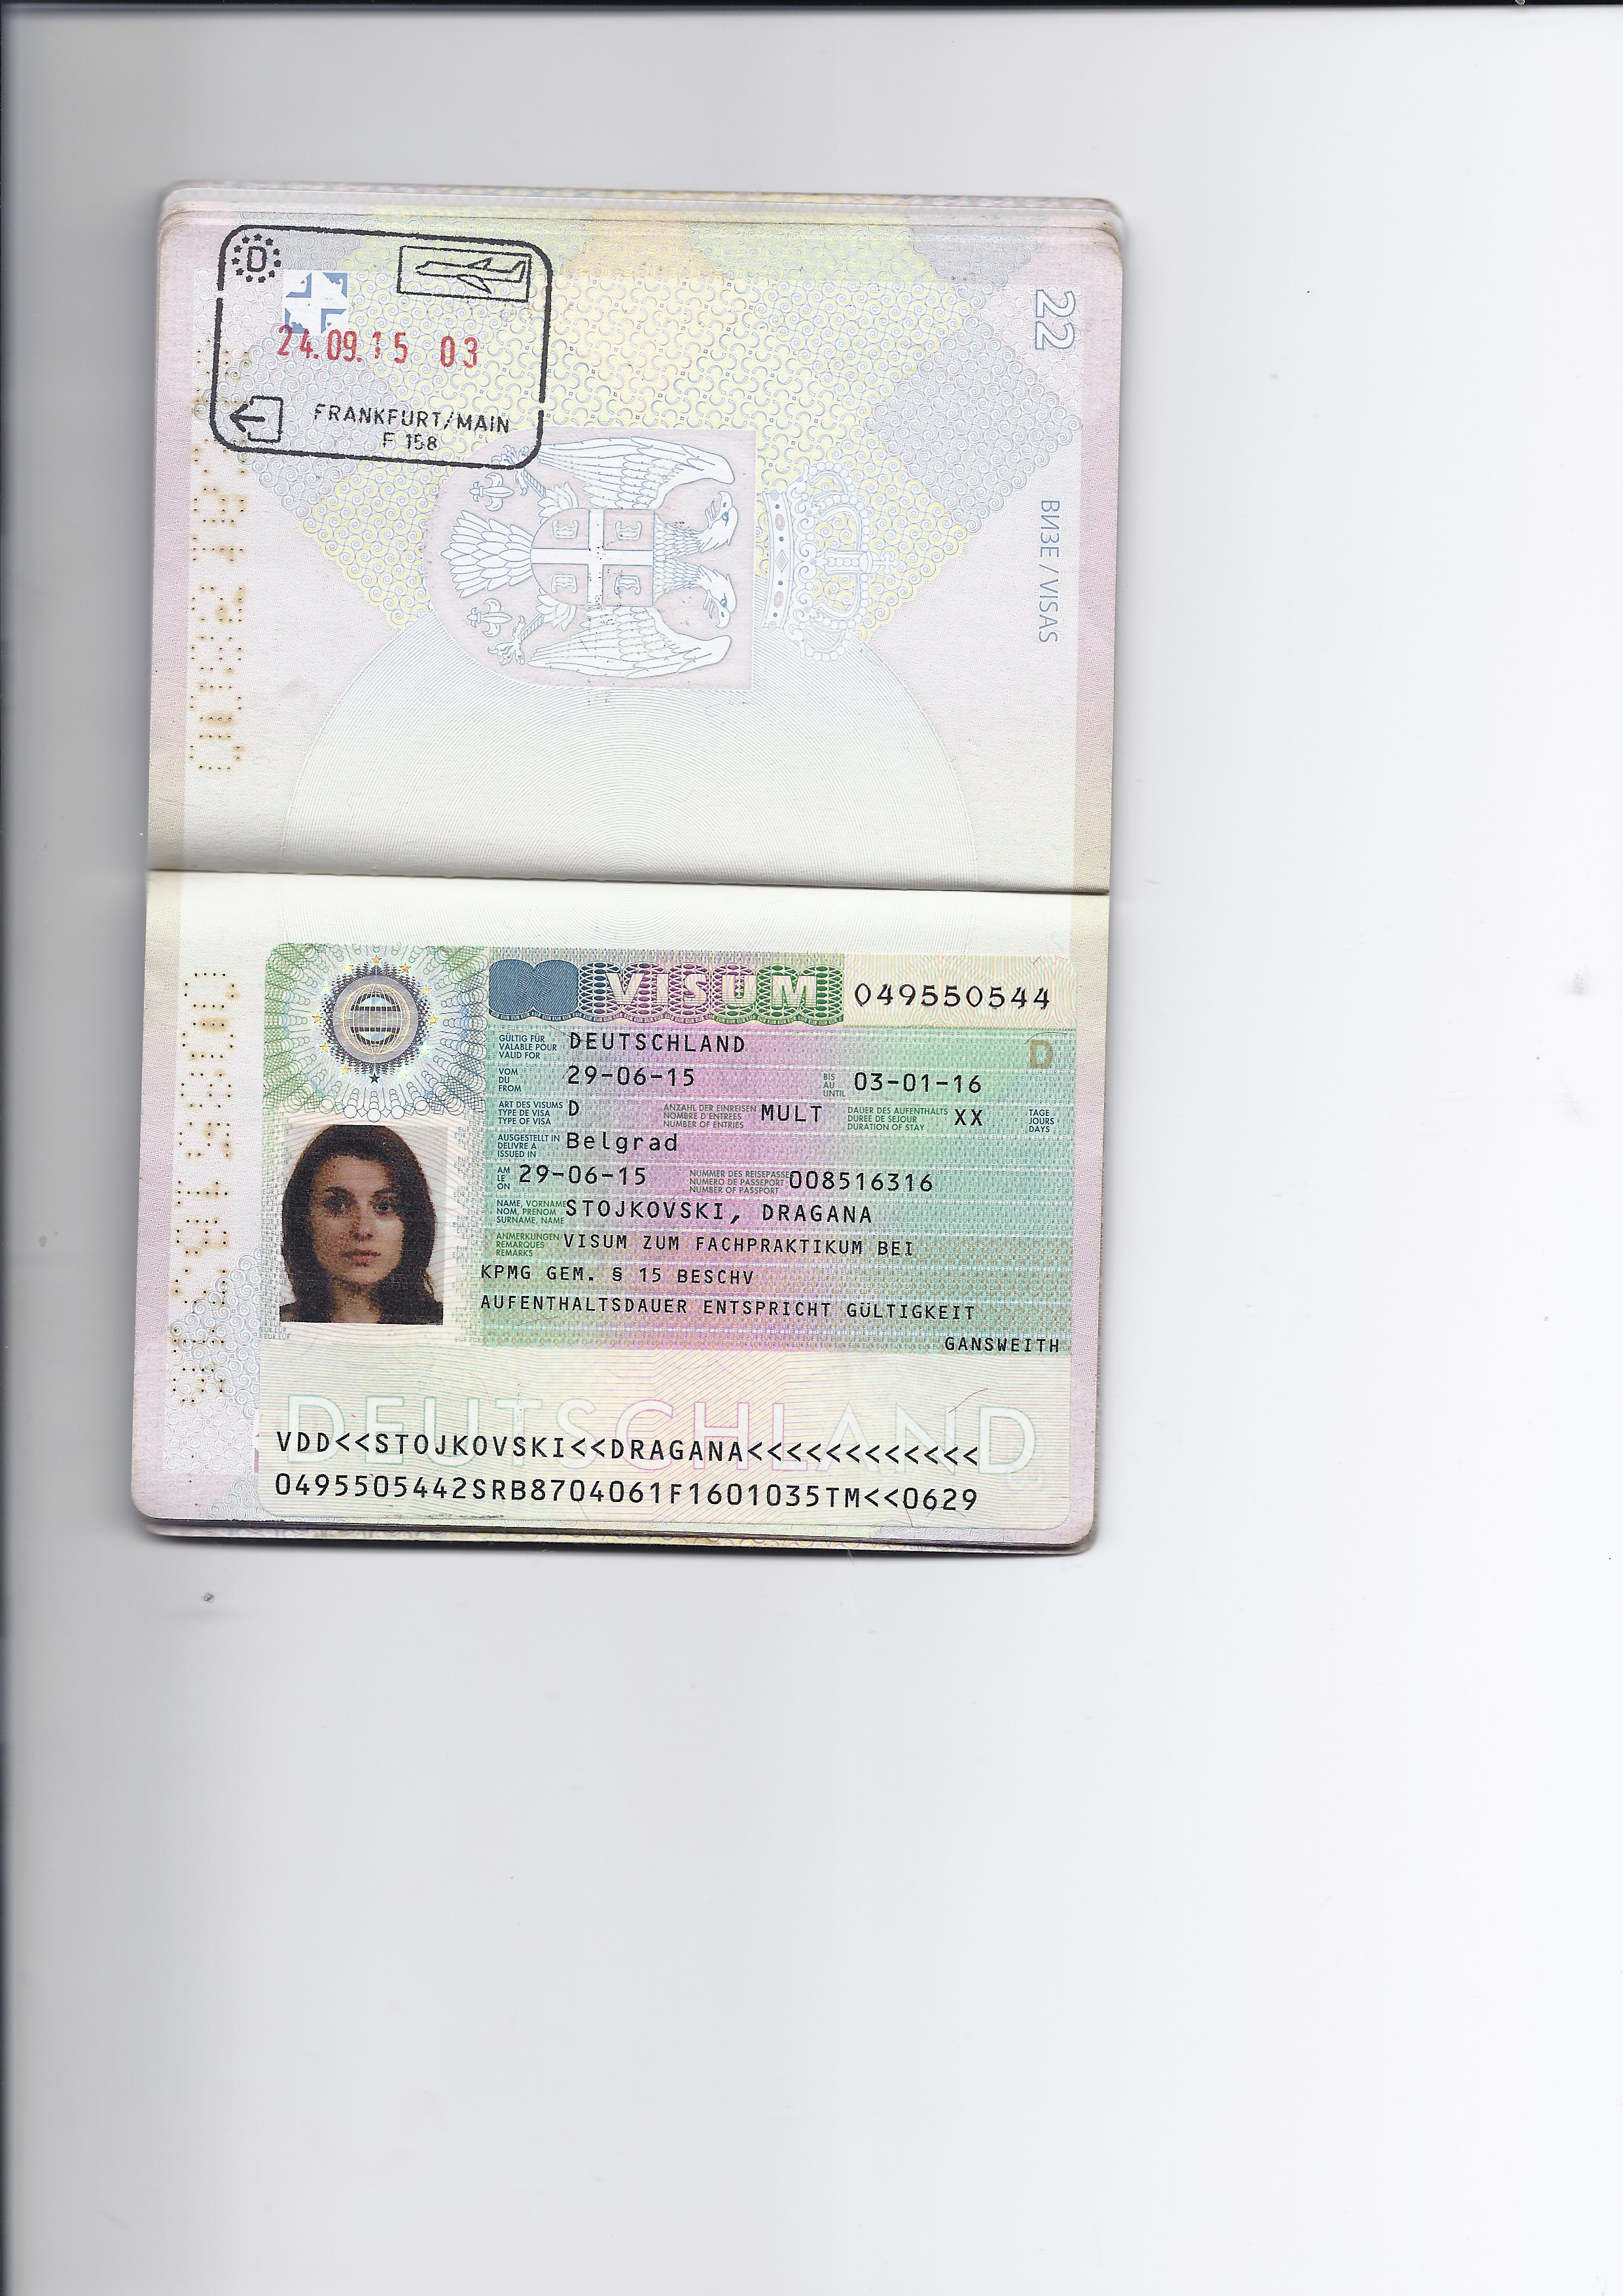 D
24.09.15 03
FRANKFURT/MAIN
F 158
22
ВИЗЕ / VISAS
VISUM 049550544
GÜLTIG FÜR
VALABLE POUR
VALID FOR
DEUTSCHLAND
D
VOM
DU
FROM
29-06-15
BIS
AU
UNTIL
03-01-16
ART DES VISUMS
TYPE DE VISA
TYPE OF VISA
D
ANZAHL DER EINREISEN
NOMBRE D'ENTREES
NUMBER OF ENTRIES
MULT
DAUER DES AUFENTHALTS
DUREE DE SEJOUR
DURATION OF STAY
XX
TAGE
JOURS
DAYS
AUSGESTELLT IN
DELIVRE A
ISSUED IN
Belgrad
AM
LE
ON
29-06-15
NUMMER DES REISEPASSES
NUMERO DE PASSEPORT
NUMBER OF PASSPORT
008516316
NAME, VORNAME
NOM, PRENOM
SURNAME, NAME
STOJKOVSKI, DRAGANA
ANMERKUNGEN
REMARQUES
REMARKS
VISUM ZUM FACHPRAKTIKUM BEI
KPMG GEM. § 15 BESCHV
AUFENTHALTSDAUER ENTSPRICHT GÜLTIGKEIT
GANSWEITH
DEUTSCHLAND
VDD<<STOJKOVSKI<<DRAGANA<<<<<<<<<<<<
0495505442SRB8704061F1601035TM<<0629